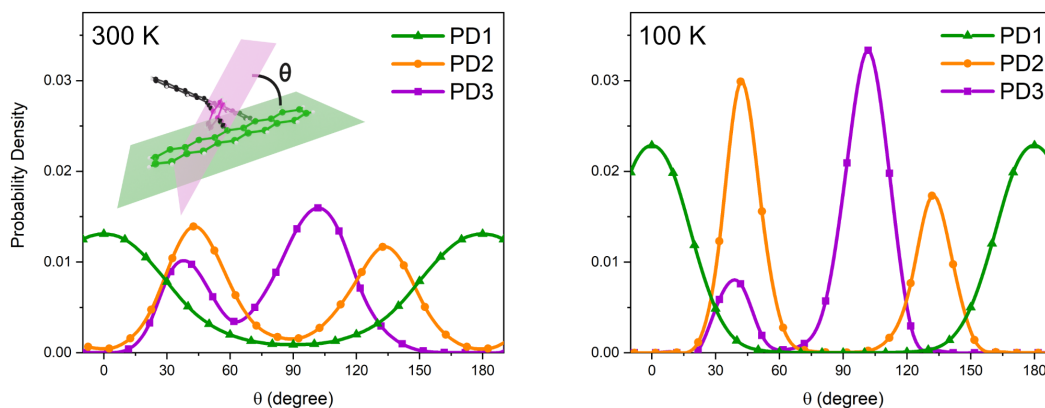 300 K
θ
PD1
PD2
PD3
Probability Density
0.03
0.02
0.01
0.00
0 30 60 90 120 150 180
θ (degree)
100 K
PD1
PD2
PD3
0.03
0.02
0.01
0.00
0 30 60 90 120 150 180
θ (degree)